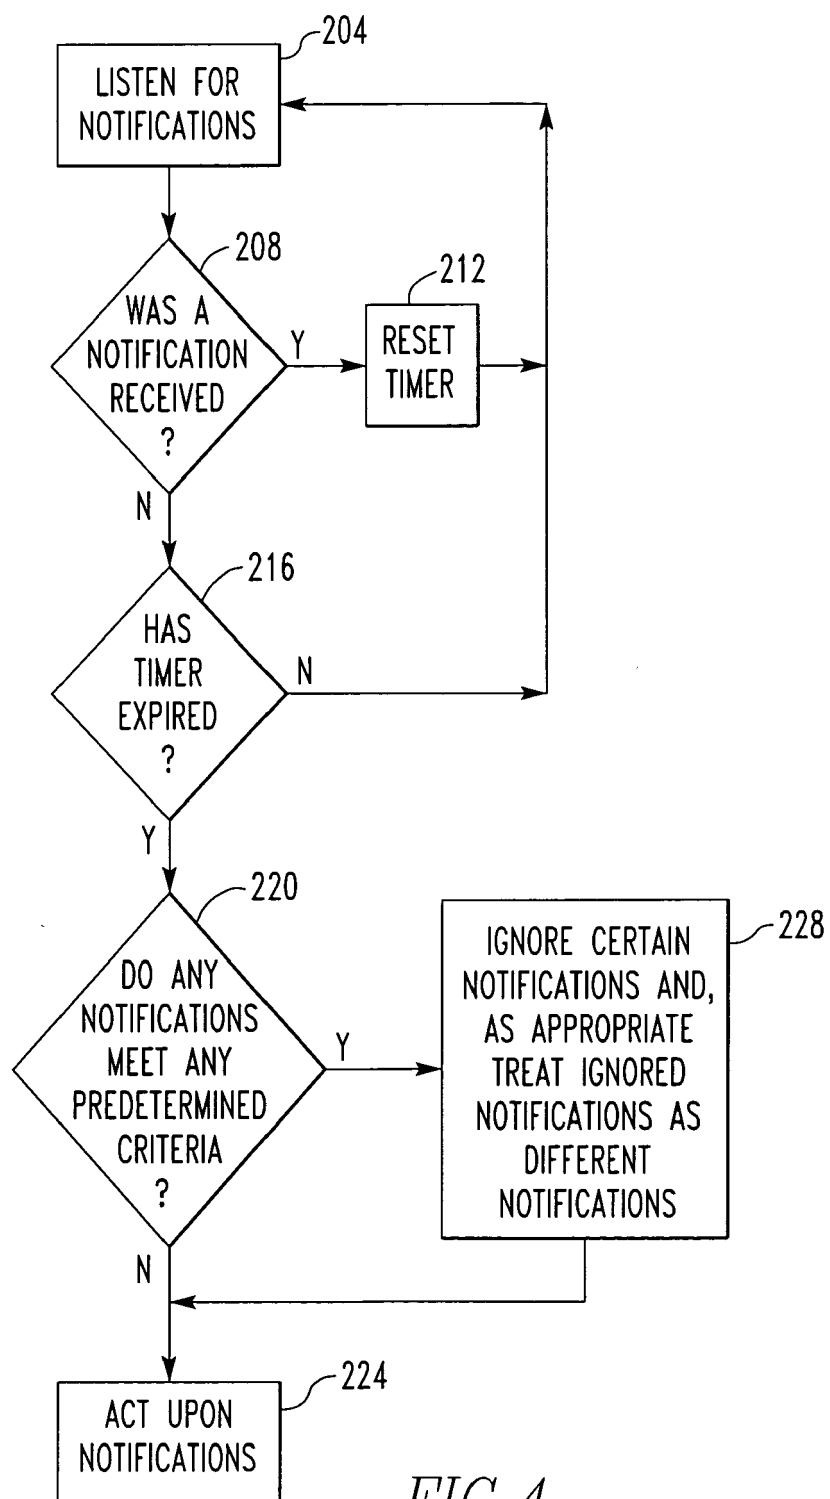 204
LISTEN FOR
NOTIFICATIONS
208
WAS A
NOTIFICATION
RECEIVED
?
Y
212
RESET
TIMER
N
216
HAS
TIMER
EXPIRED
?
N
Y
220
DO ANY
NOTIFICATIONS
MEET ANY
PREDETERMINED
CRITERIA
?
Y
228
IGNORE CERTAIN
NOTIFICATIONS AND,
AS APPROPRIATE
TREAT IGNORED
NOTIFICATIONS AS
DIFFERENT
NOTIFICATIONS
N
224
ACT UPON
NOTIFICATIONS
FIG. 4